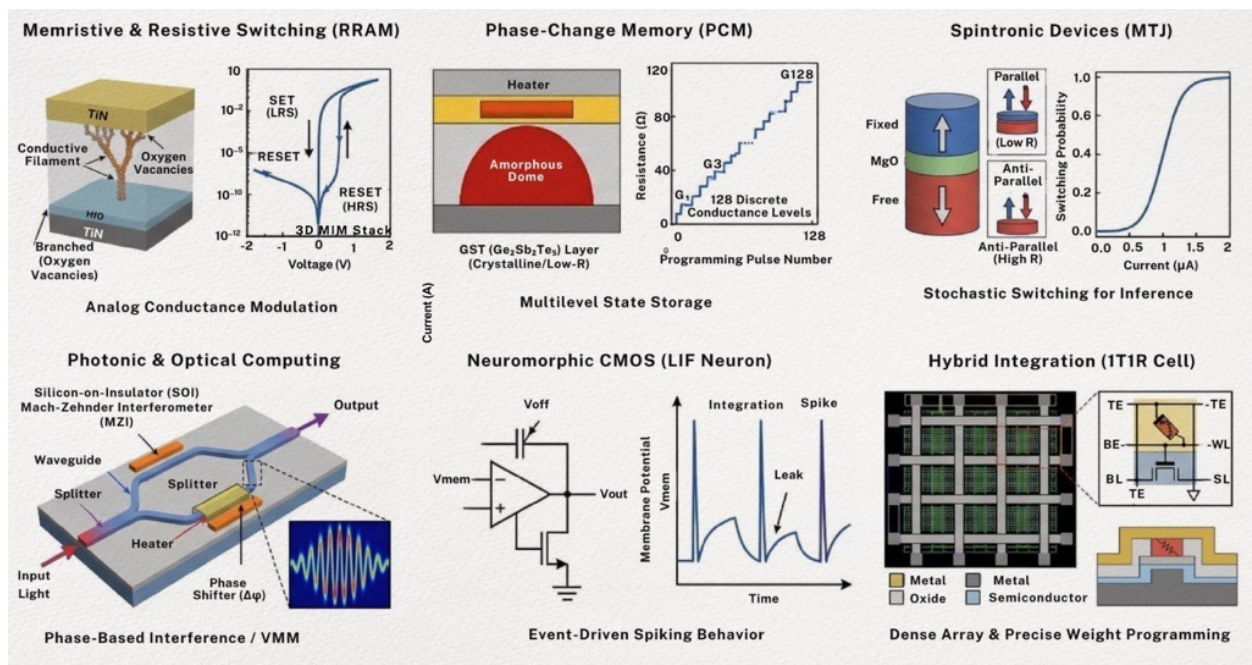 Memristive & Resistive Switching (RRAM)
TiN
Conductive
Filament
Oxygen
Vacancies
HfO
TiN
Branched
(Oxygen
Vacancies)
10
10⁻²
10⁻⁵
10⁻¹⁰
10⁻¹²
SET
(LRS)
RESET
RESET
(HRS)
3D MIM Stack
-2
-1
0
1
2
Voltage (V)
Analog Conductance Modulation
Phase-Change Memory (PCM)
Heater
Amorphous
Dome
GST (Ge₂Sb₂Te₅) Layer
(Crystalline/Low-R)
Current (A)
120
80
40
0
Resistance (Ω)
G128
G3
G₁
128 Discrete
Conductance Levels
0
128
0
Programming Pulse Number
Multilevel State Storage
Spintronic Devices (MTJ)
Fixed
MgO
Free
Parallel
(Low R)
Anti-
Parallel
Anti-Parallel
(High R)
Switching Probability
1.0
0.8
0.6
0.4
0.2
0.0
0.0
0.5
1
1.5
2
Current (μA)
Stochastic Switching for Inference
Photonic & Optical Computing
Silicon-on-Insulator (SOI)
Mach-Zehnder Interferometer
(MZI)
Output
Waveguide
Splitter
Splitter
Heater
Input
Light
Phase
Shifter (Δφ)
Phase-Based Interference / VMM
Neuromorphic CMOS (LIF Neuron)
Voff
Vmem
−
+
Vout
Membrane Potential
Vmem
Integration
Spike
Leak
Time
Event-Driven Spiking Behavior
Hybrid Integration (1T1R Cell)
TE
-TE
BE-
-WL
BL
SL
TE
Metal
Metal
Oxide
Semiconductor
Dense Array & Precise Weight Programming